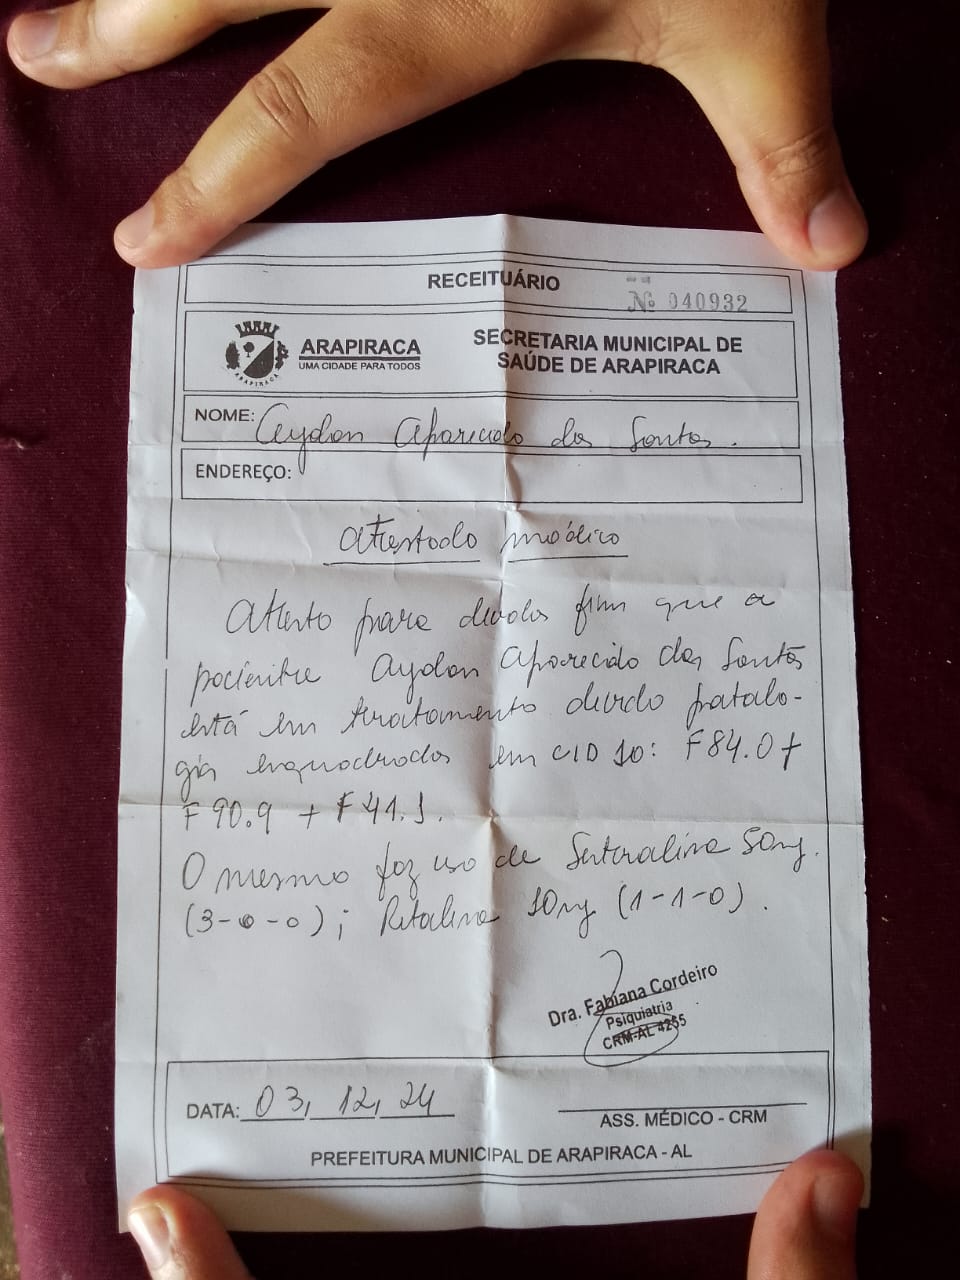 RECEITUÁRIO
Nº 040932
ARAPIRACA
UMA CIDADE PARA TODOS
ARAPIRACA
SECRETARIA MUNICIPAL DE
SAÚDE DE ARAPIRACA
NOME: Aydan Aparecido dos Santos.
ENDEREÇO:
Atestado médico
Atesto para devidos fins que a
paciente Aydan Aparecido dos Santos
está em tratamento devido patolo-
gias enquadradas em CID 10: F84.0 +
F90.9 + F41.1.
O mesmo faz uso de Sertralina 50mg.
(3-0-0); Ritalina 10mg (1-1-0).
Dra. Fabiana Cordeiro
Psiquiatria
CRM-AL 4255
DATA: 03, 12, 24
ASS. MÉDICO - CRM
PREFEITURA MUNICIPAL DE ARAPIRACA - AL